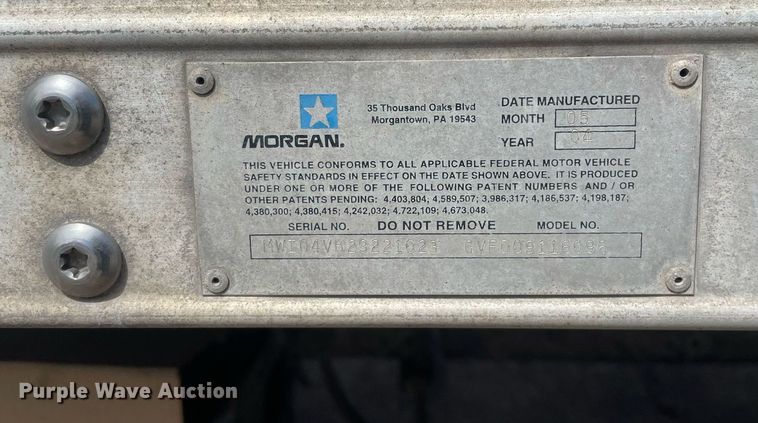 35 Thousand Oaks Blvd
Morgantown, PA 19543
MORGAN.
DATE MANUFACTURED
MONTH 05
YEAR 04
THIS VEHICLE CONFORMS TO ALL APPLICABLE FEDERAL MOTOR VEHICLE
SAFETY STANDARDS IN EFFECT ON THE DATE SHOWN ABOVE. IT IS PRODUCED
UNDER ONE OR MORE OF THE FOLLOWING PATENT NUMBERS AND / OR
OTHER PATENTS PENDING: 4,403,804; 4,589,507; 3,986,317; 4,186,537; 4,198,187;
4,380,300; 4,380,415; 4,242,032; 4,722,109; 4,673,048.
SERIAL NO. DO NOT REMOVE MODEL NO.
Purple Wave Auction